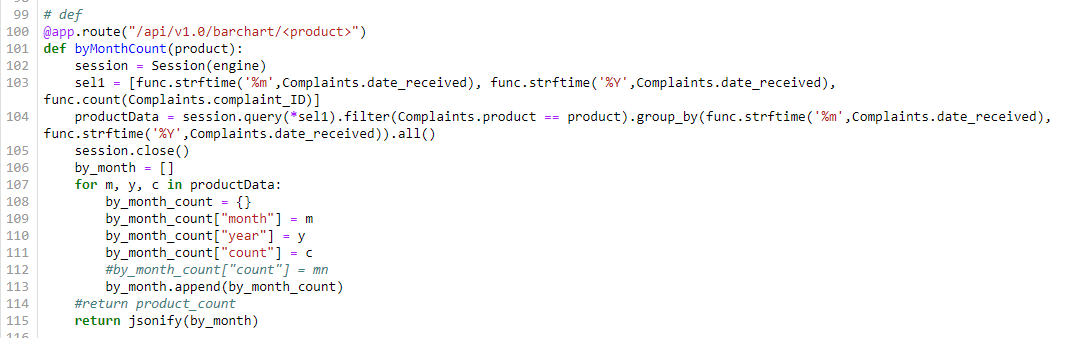 99 # def
100 @app.route("/api/v1.0/barchart/<product>")
101 def byMonthCount(product):
102     session = Session(engine)
103     sel1 = [func.strftime('%m',Complaints.date_received), func.strftime('%Y',Complaints.date_received),
func.count(Complaints.complaint_ID)]
104     productData = session.query(*sel1).filter(Complaints.product == product).group_by(func.strftime('%m',Complaints.date_received),
func.strftime('%Y',Complaints.date_received)).all()
105     session.close()
106     by_month = []
107     for m, y, c in productData:
108         by_month_count = {}
109         by_month_count["month"] = m
110         by_month_count["year"] = y
111         by_month_count["count"] = c
112         #by_month_count["count"] = mn
113         by_month.append(by_month_count)
114     #return product_count
115     return jsonify(by_month)